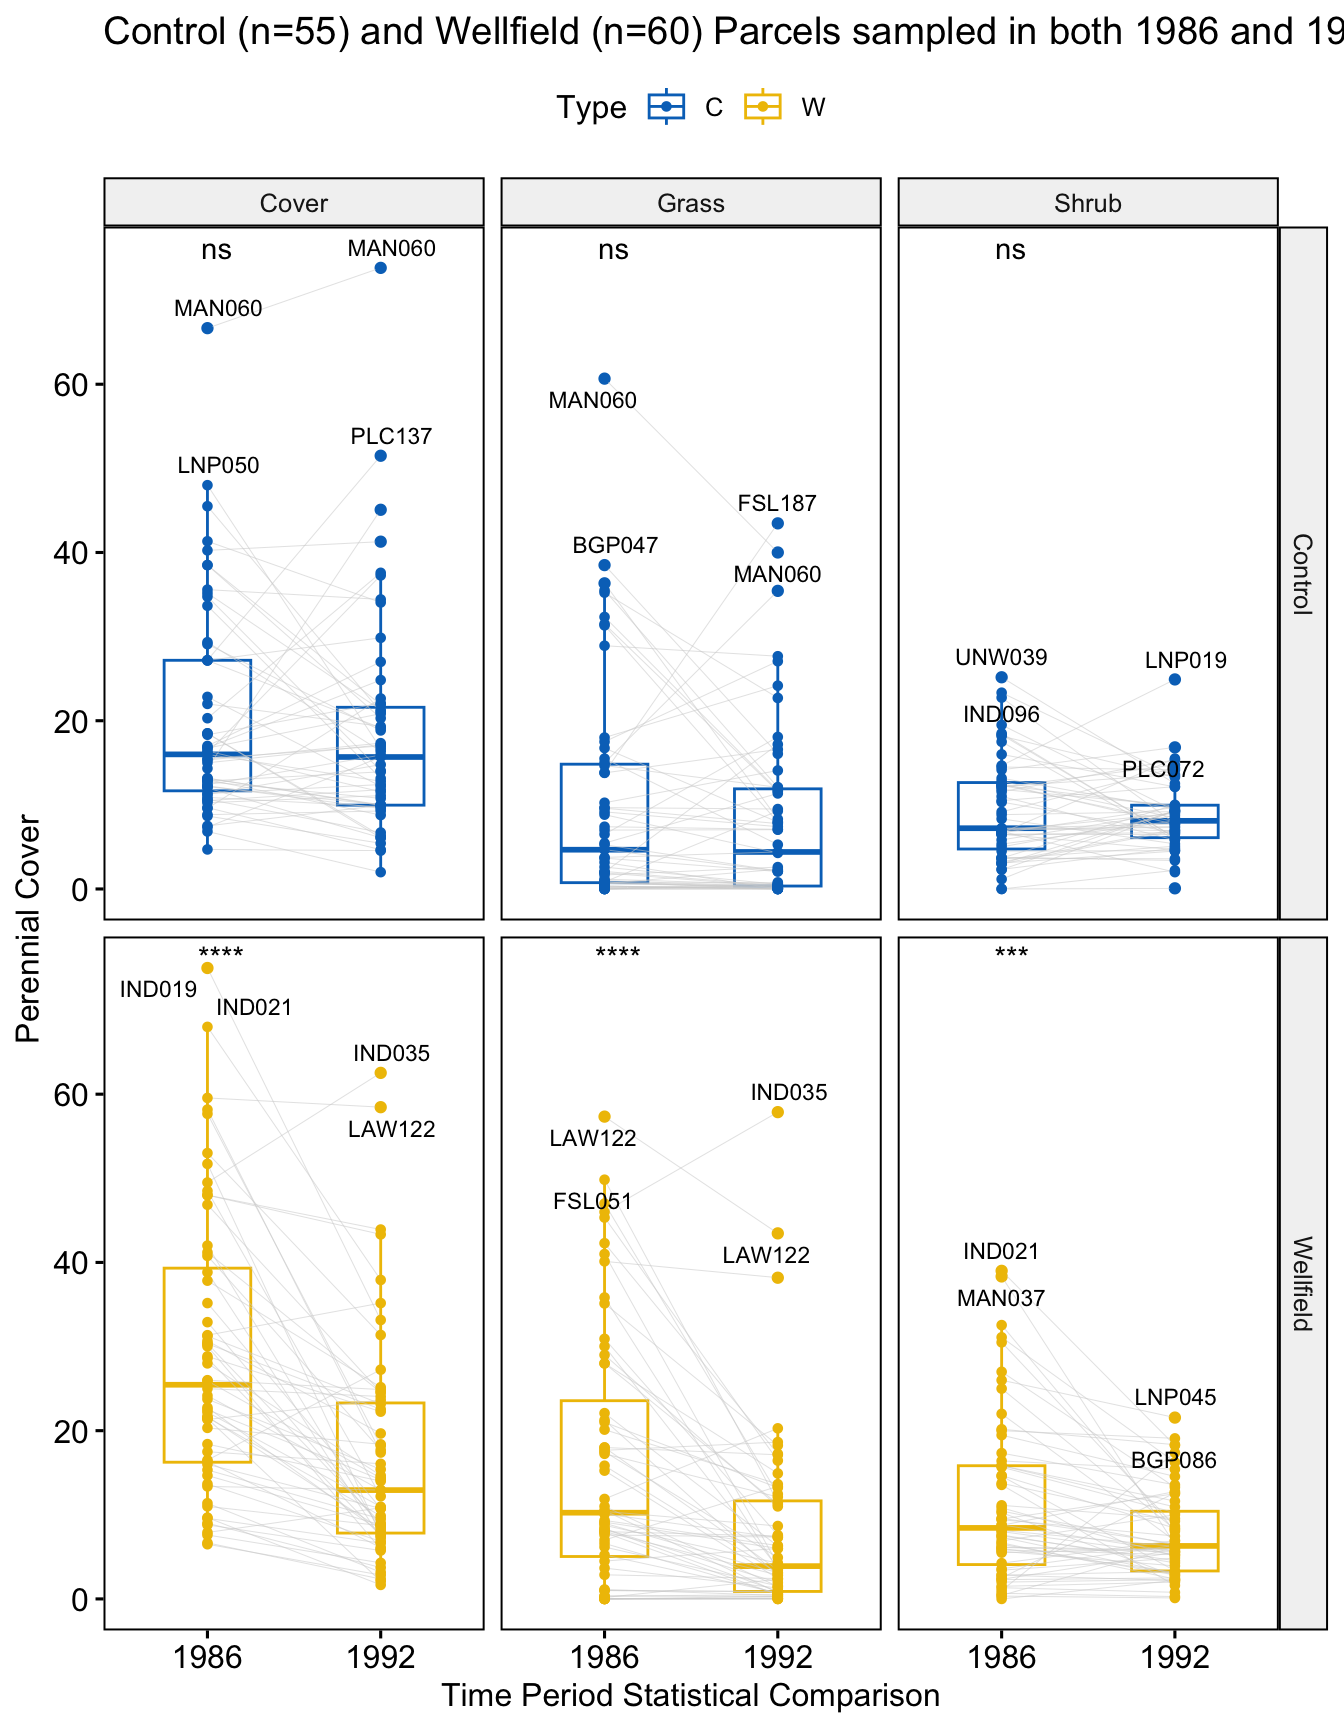 Control (n=55) and Wellfield (n=60) Parcels sampled in both 1986 and 19
Type C W
Cover Grass Shrub
Perennial Cover
Control
ns ns ns
MAN060
MAN060
60
MAN060
PLC137
LNP050
FSL187
40
BGP047
MAN060
UNW039
LNP019
20
IND096
PLC072
0
Wellfield
**** **** ***
IND019
IND021
IND035
60
IND035
LAW122
LAW122
FSL051
40
LAW122
IND021
MAN037
LNP045
20
BGP086
0
1986 1992 1986 1992 1986 1992
Time Period Statistical Comparison